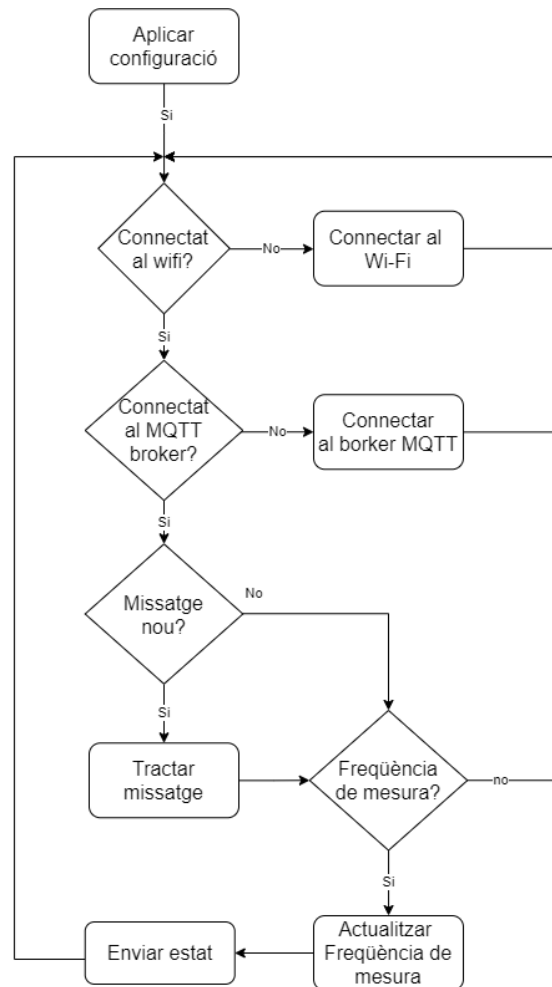 Aplicar
configuració
Si
Connectat
al wifi?
No
Connectar al
Wi-Fi
Si
Connectat
al MQTT
broker?
No
Connectar
al borker MQTT
Si
Missatge
nou?
No
Si
Tractar
missatge
Freqüència
de mesura?
no
Si
Actualitzar
Freqüència de
mesura
Enviar estat